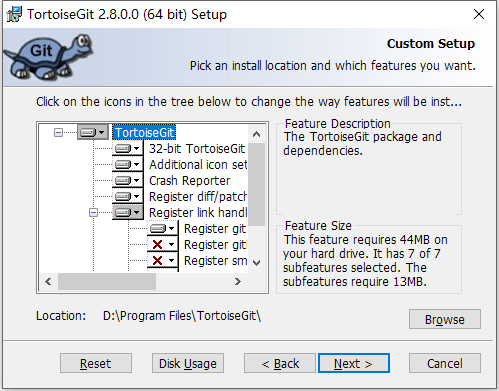 TortoiseGit 2.8.0.0 (64 bit) Setup
Git
Custom Setup
Pick an install location and which features you want.
Click on the icons in the tree below to change the way features will be inst...
TortoiseGit
32-bit TortoiseGit
Additional icon set
Crash Reporter
Register diff/patch
Register link handl
Register git
Register gitl
Register sm
Feature Description
The TortoiseGit package and
dependencies.
Feature Size
This feature requires 44MB on
your hard drive. It has 7 of 7
subfeatures selected. The
subfeatures require 13MB.
Location: D:\Program Files\TortoiseGit\
Browse
Reset Disk Usage < Back Next > Cancel